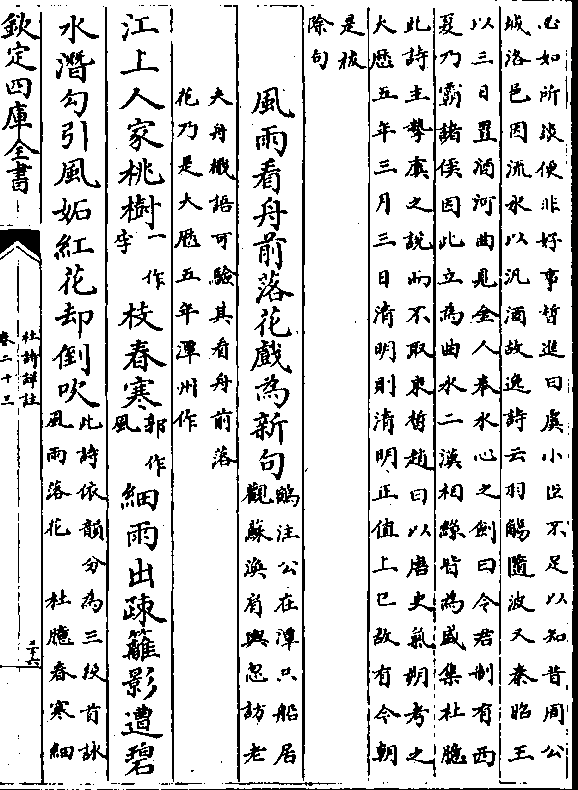 心如所談便非好事晳進曰虞小臣不足以知昔周公
城洛邑因流水以汎酒故逸詩云羽觴隨波又秦昭王
以三日置酒河曲見金人奉水心之劍曰令君制有西
夏乃霸諸侯因此立為曲水二漢相緣皆為盛集杜臆
此詩主摯虞之說而不取束晳趙曰以唐史氣朔考之
大歷五年三月三日清明則清明正值上巳故有今朝
是祓
除句
風雨看舟前落花戲為新句
鶴注公在潭只船居
觀蘇渙肩輿忽訪老
夫舟檝語可驗其看舟前落
花乃是大厯五年潭州作
江上人家桃樹一作李枝春寒郭作風細雨出疎籬影遭碧
水潛勾引風妬紅花却倒吹
此詩依韻分為三段首詠
風雨落花 杜臆春寒細
欽定四庫全書
杜詩詳註
卷二十三
三十六